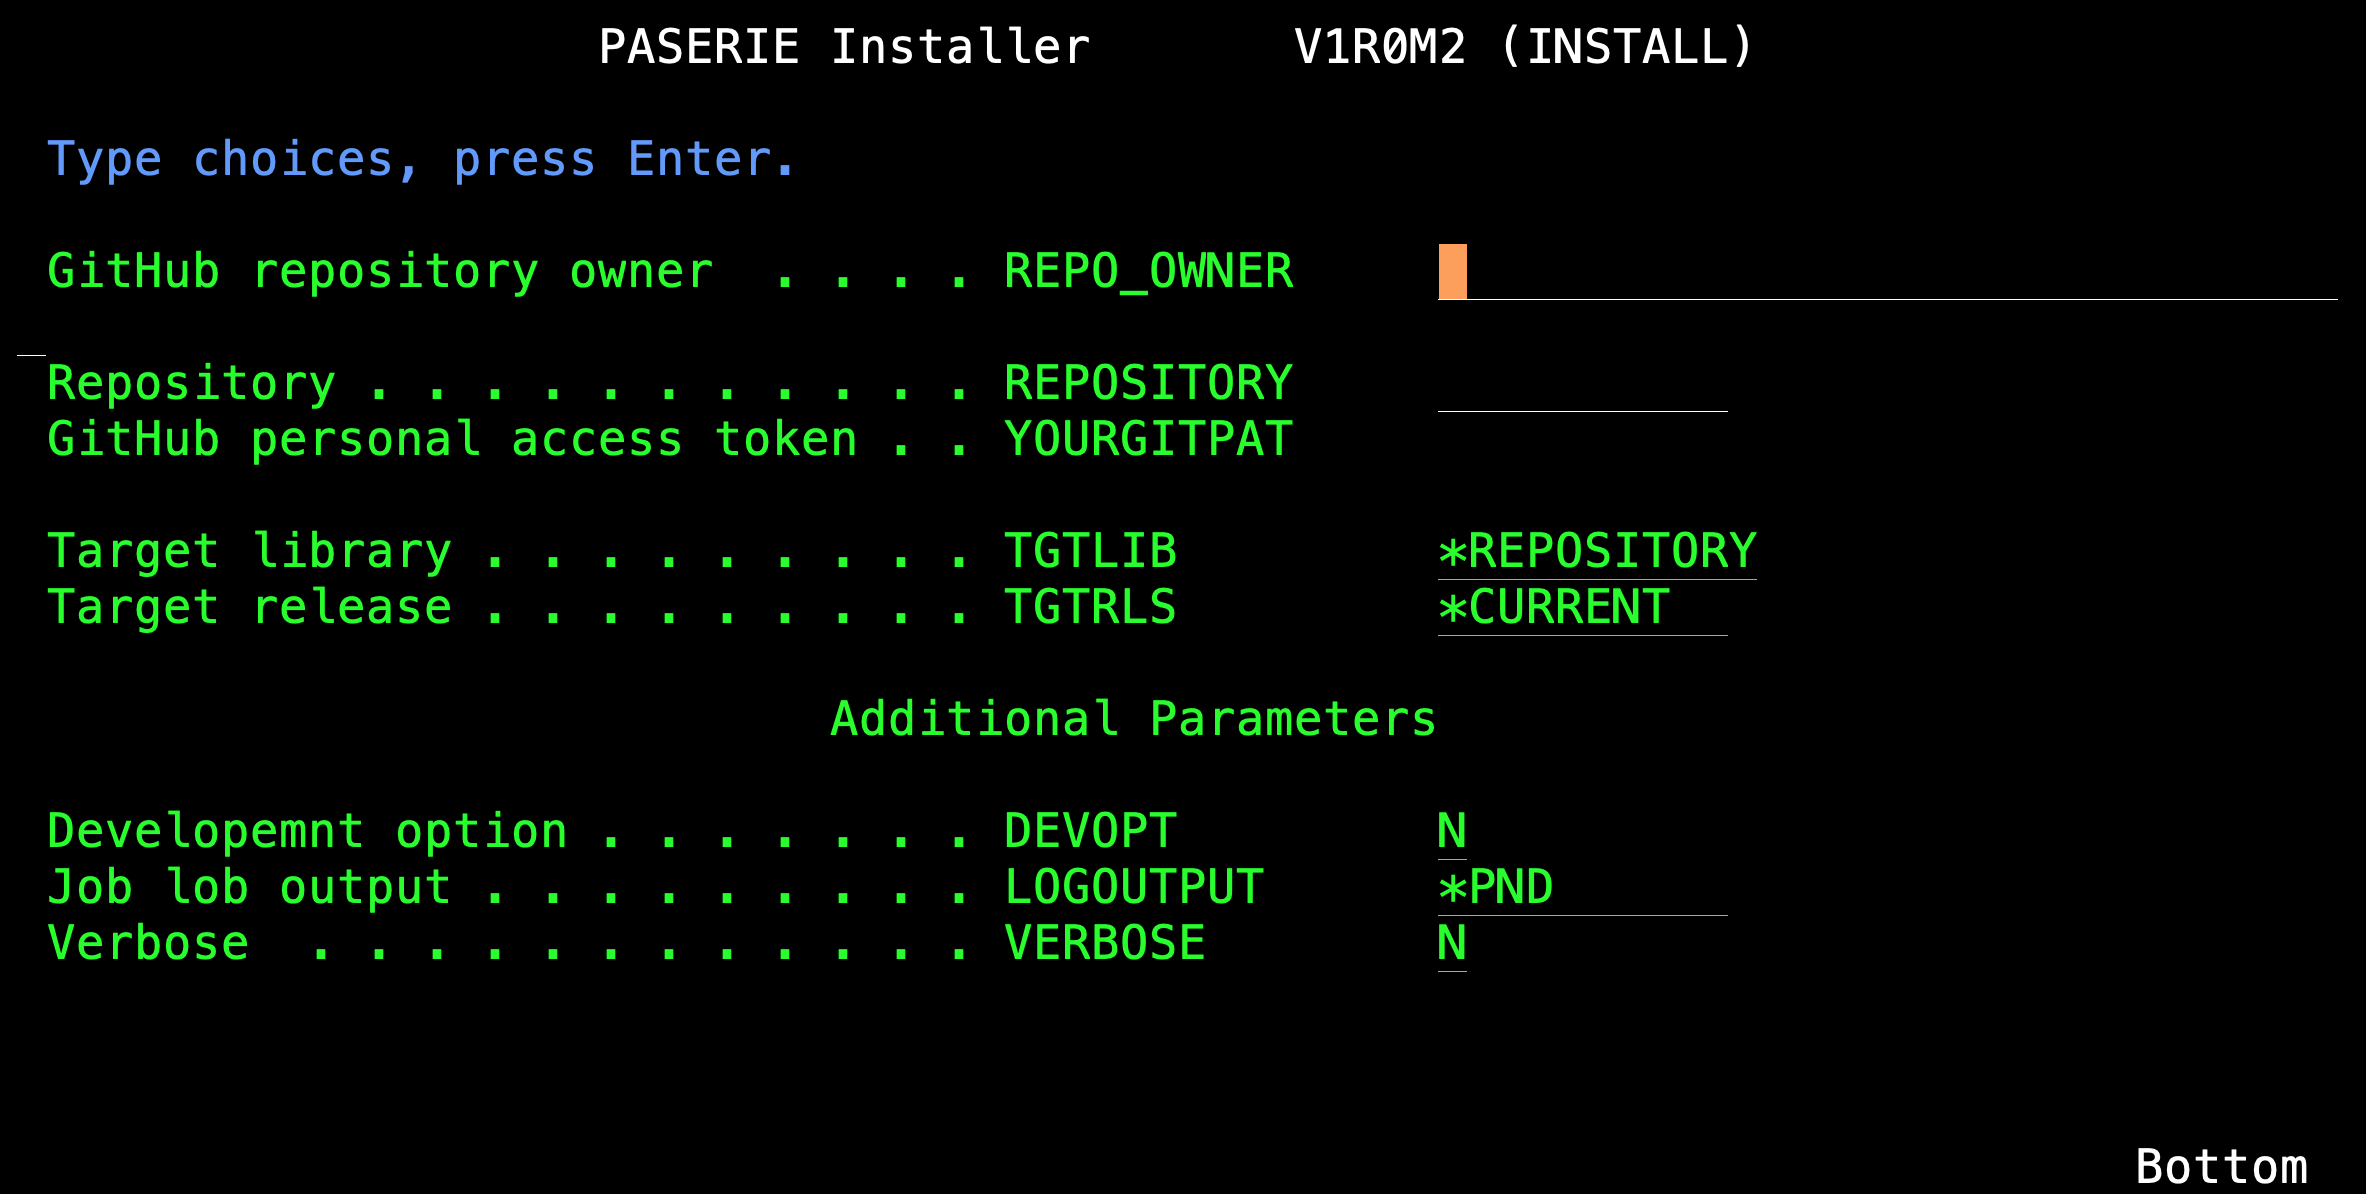 PASERIE Installer       V1R0M2 (INSTALL)
Type choices, press Enter.
GitHub repository owner  . . . . REPO_OWNER
Repository . . . . . . . . . . . REPOSITORY
GitHub personal access token . . YOURGITPAT
Target library . . . . . . . . . TGTLIB         *REPOSITORY
Target release . . . . . . . . . TGTRLS         *CURRENT
Additional Parameters
Developemnt option . . . . . . . DEVOPT         N
Job lob output . . . . . . . . . LOGOUTPUT      *PND
Verbose  . . . . . . . . . . . . VERBOSE        N
Bottom